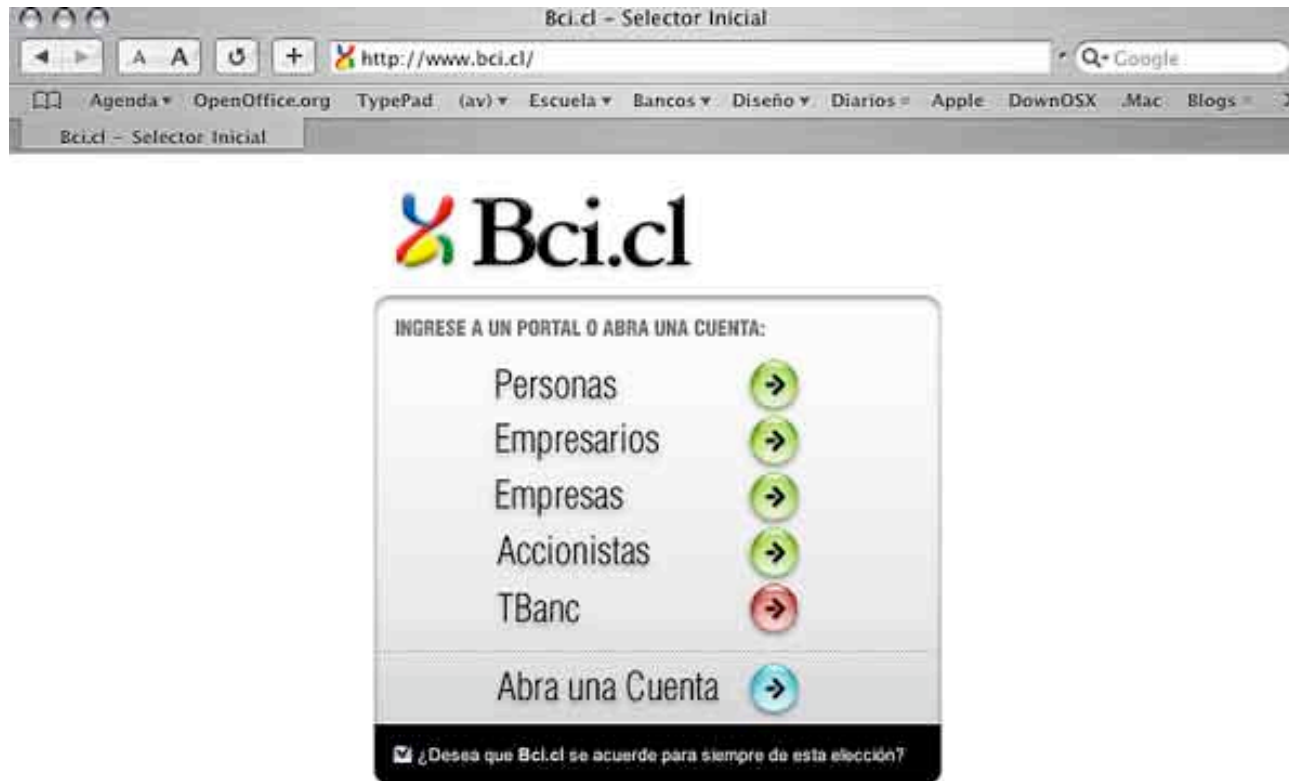 Bci.cl – Selector Inicial
A A + http://www.bci.cl/ Google
Agenda OpenOffice.org TypePad (av) Escuela Bancos Diseño Diarios Apple DownOSX .Mac Blogs
Bci.cl – Selector Inicial
Bci.cl
INGRESE A UN PORTAL O ABRA UNA CUENTA:
Personas
Empresarios
Empresas
Accionistas
TBanc
Abra una Cuenta
¿Desea que Bci.cl se acuerde para siempre de esta elección?